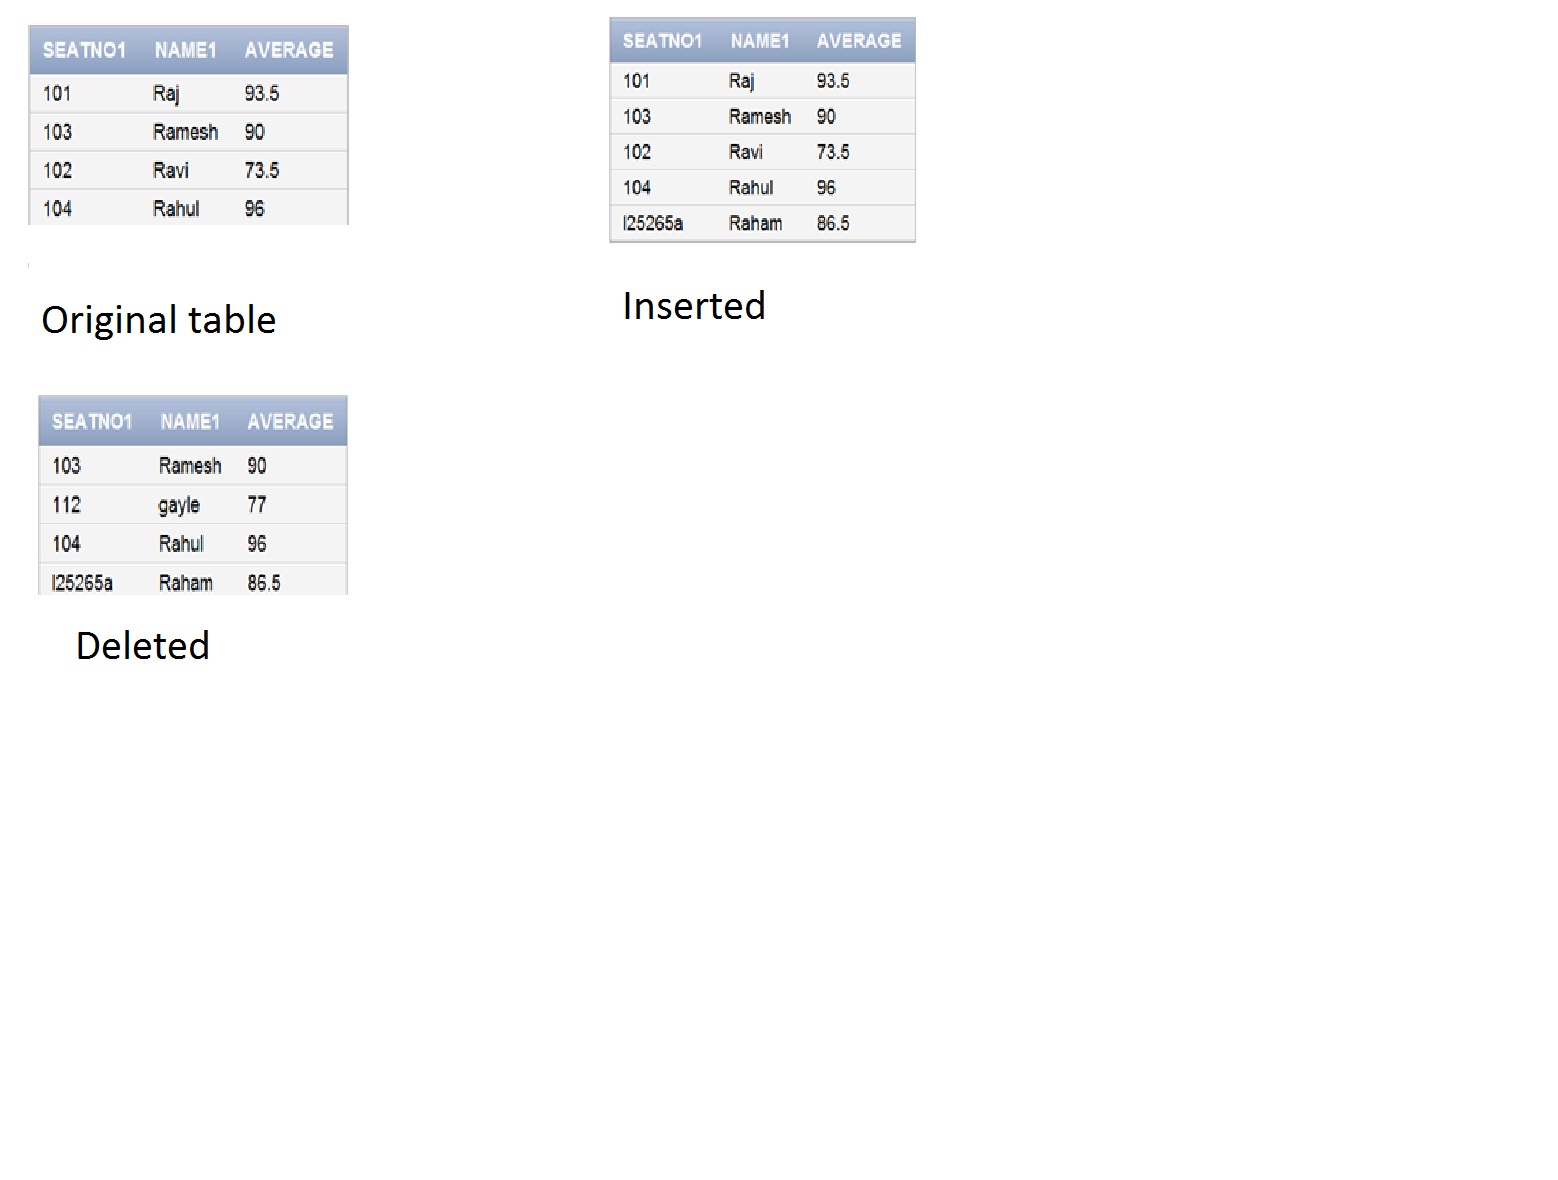 SEATNO1 NAME1 AVERAGE
101 Raj 93.5
103 Ramesh 90
102 Ravi 73.5
104 Rahul 96
Original table
SEATNO1 NAME1 AVERAGE
101 Raj 93.5
103 Ramesh 90
102 Ravi 73.5
104 Rahul 96
l25265a Raham 86.5
Inserted
SEATNO1 NAME1 AVERAGE
103 Ramesh 90
112 gayle 77
104 Rahul 96
l25265a Raham 86.5
Deleted